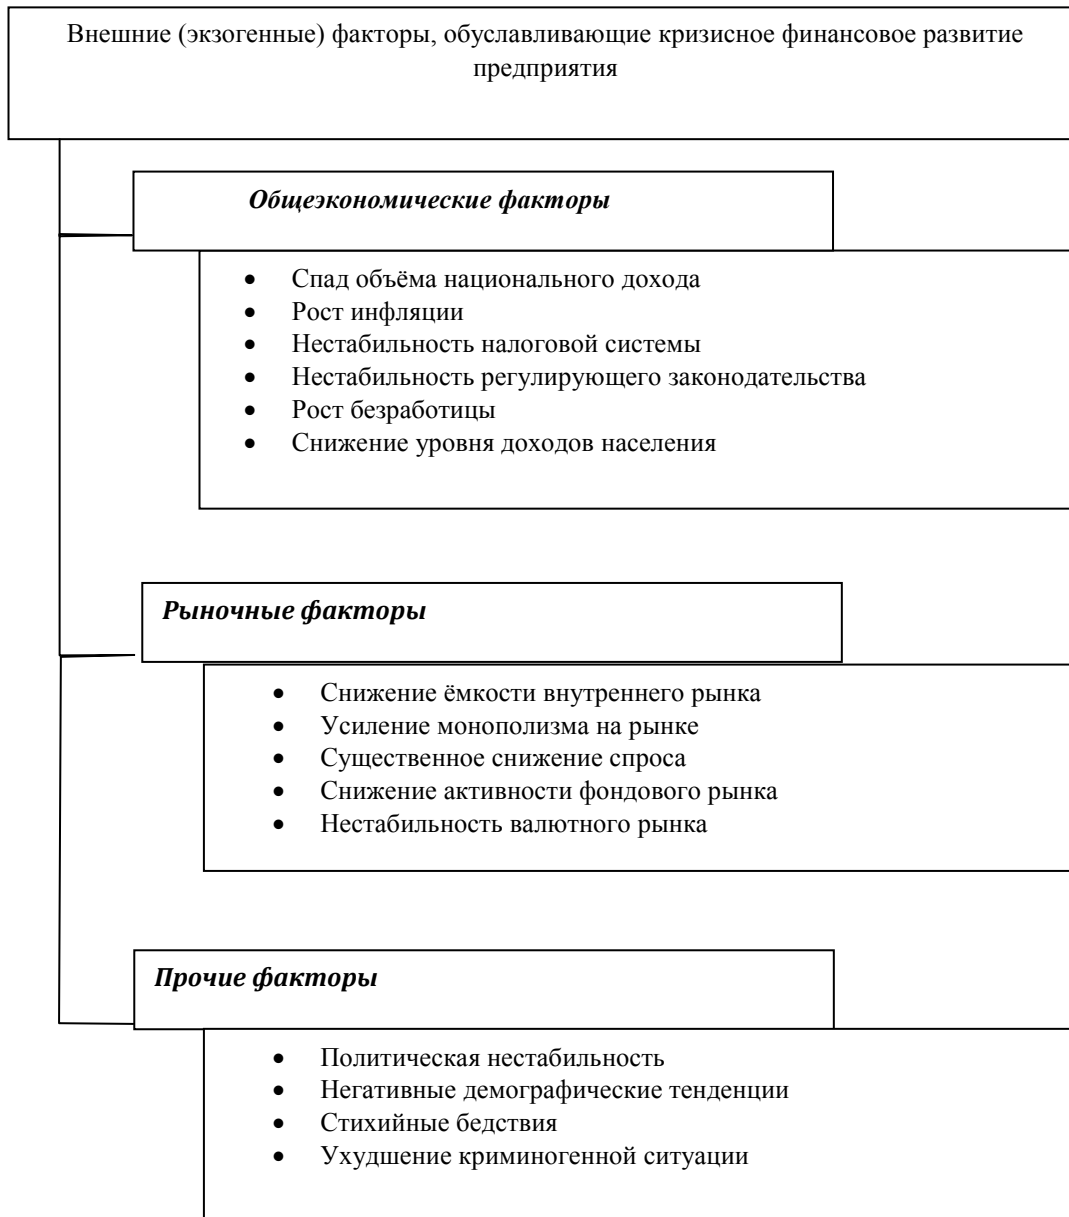 Внешние (экзогенные) факторы, обуславливающие кризисное финансовое развитие
предприятия
Общеэкономические факторы
• Спад объёма национального дохода
• Рост инфляции
• Нестабильность налоговой системы
• Нестабильность регулирующего законодательства
• Рост безработицы
• Снижение уровня доходов населения
Рыночные факторы
• Снижение ёмкости внутреннего рынка
• Усиление монополизма на рынке
• Существенное снижение спроса
• Снижение активности фондового рынка
• Нестабильность валютного рынка
Прочие факторы
• Политическая нестабильность
• Негативные демографические тенденции
• Стихийные бедствия
• Ухудшение криминогенной ситуации